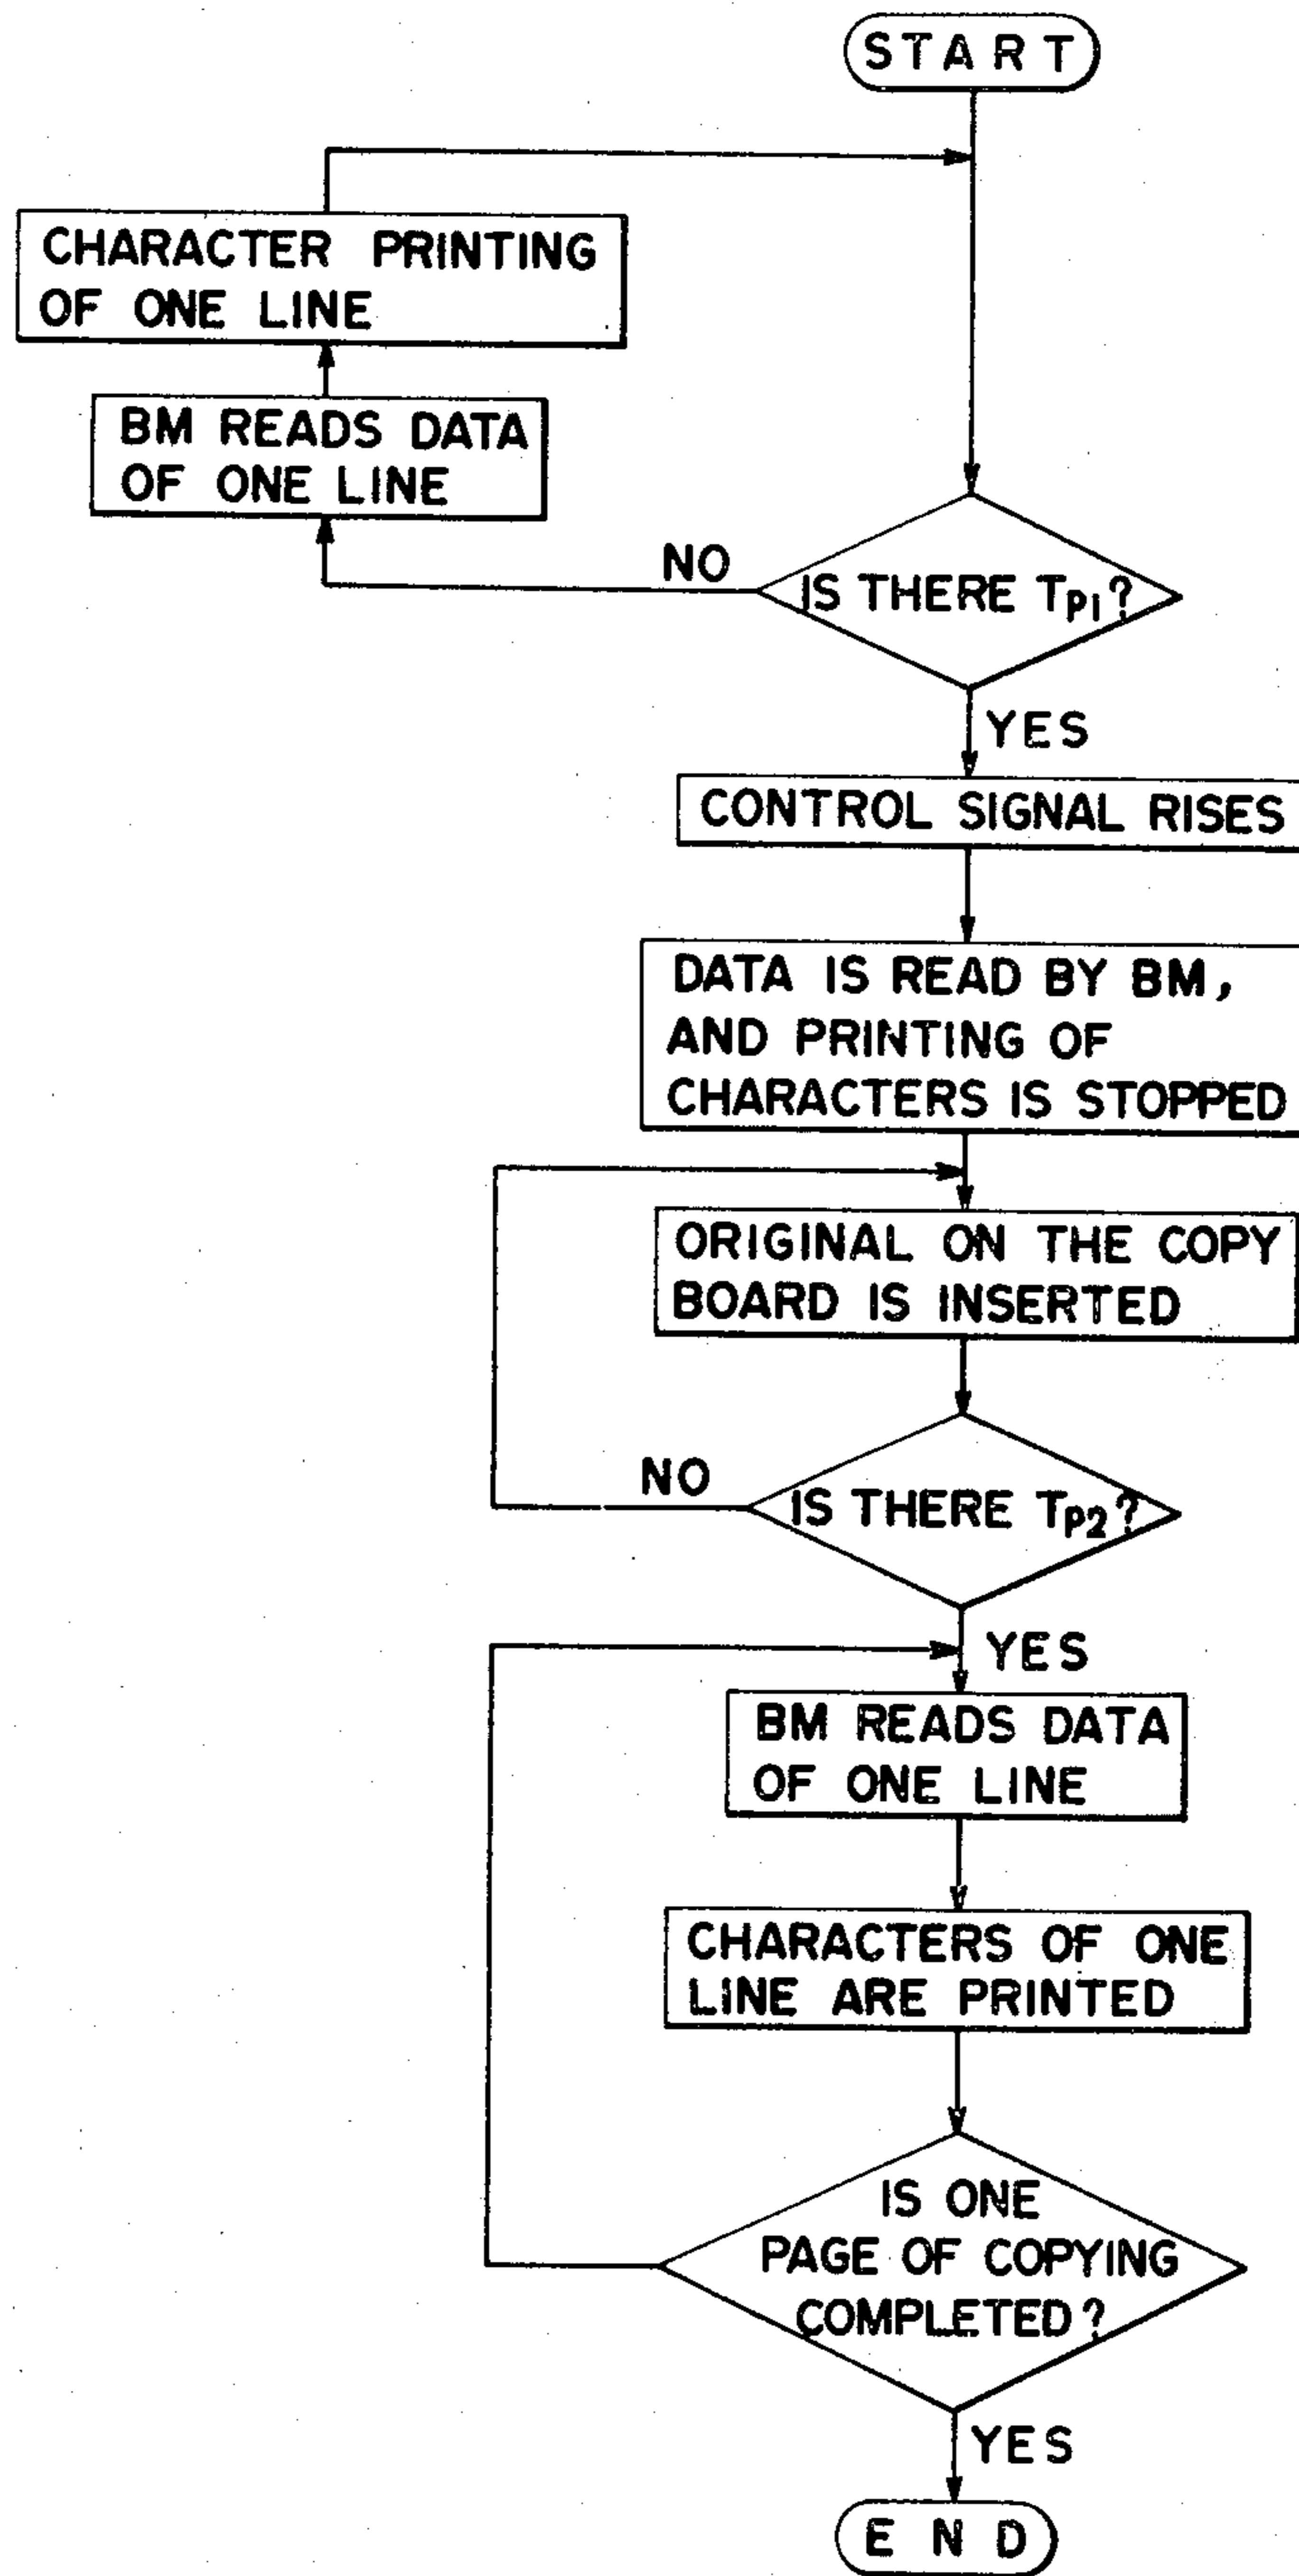 START
CHARACTER PRINTING
OF ONE LINE
BM READS DATA
OF ONE LINE
NO
IS THERE Tp1?
YES
CONTROL SIGNAL RISES
DATA IS READ BY BM,
AND PRINTING OF
CHARACTERS IS STOPPED
ORIGINAL ON THE COPY
BOARD IS INSERTED
NO
IS THERE Tp2?
YES
BM READS DATA
OF ONE LINE
CHARACTERS OF ONE
LINE ARE PRINTED
IS ONE
PAGE OF COPYING
COMPLETED?
YES
END